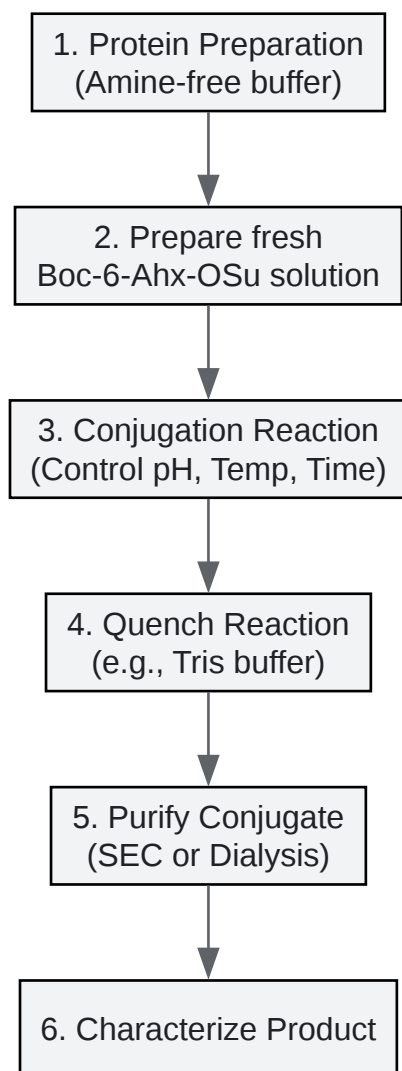 1. Protein Preparation
(Amine-free buffer)
2. Prepare fresh
Boc-6-Ahx-OSu solution
3. Conjugation Reaction
(Control pH, Temp, Time)
4. Quench Reaction
(e.g., Tris buffer)
5. Purify Conjugate
(SEC or Dialysis)
6. Characterize Product